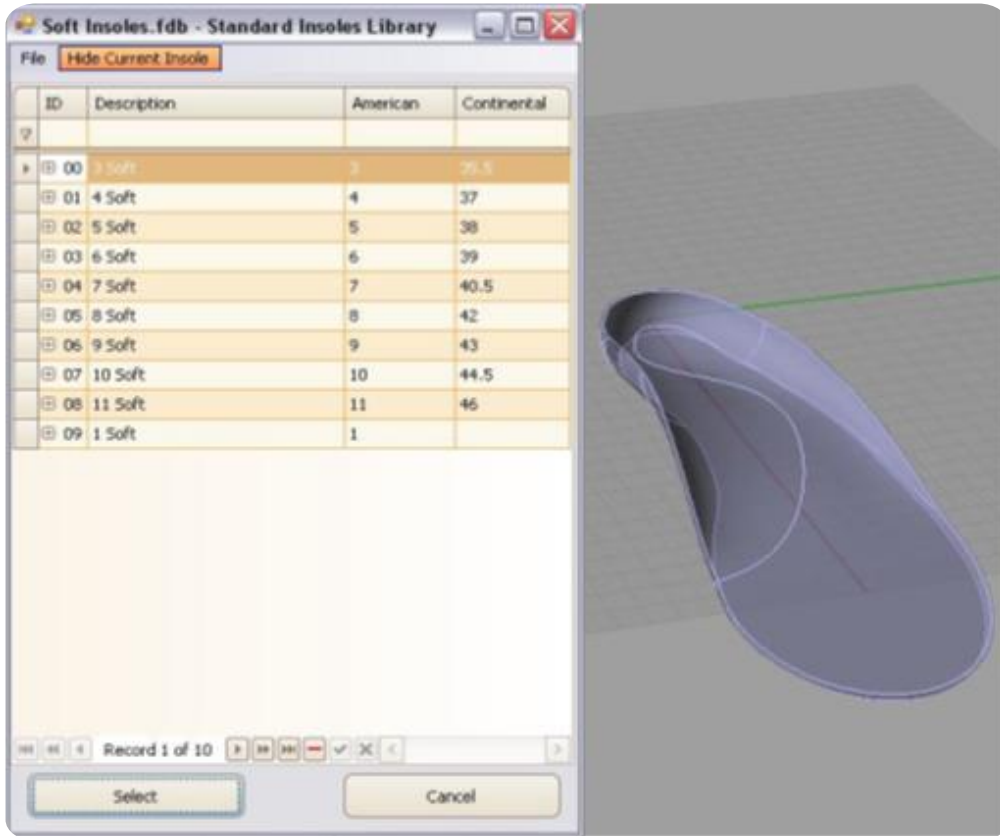 Soft Insoles.fdb - Standard Insoles Library
File Hide Current Insole
ID Description American Continental
00 3 Soft 3 35.5
01 4 Soft 4 37
02 5 Soft 5 38
03 6 Soft 6 39
04 7 Soft 7 40.5
05 8 Soft 8 42
06 9 Soft 9 43
07 10 Soft 10 44.5
08 11 Soft 11 46
09 1 Soft 1
Record 1 of 10
Select Cancel